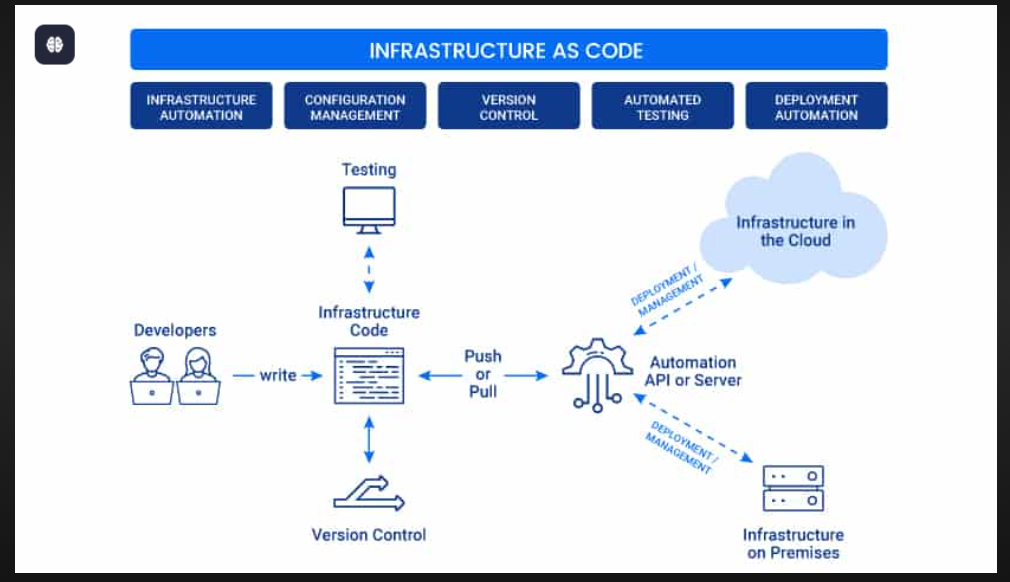 INFRASTRUCTURE AS CODE
INFRASTRUCTURE
AUTOMATION
CONFIGURATION
MANAGEMENT
VERSION
CONTROL
AUTOMATED
TESTING
DEPLOYMENT
AUTOMATION
Testing
Infrastructure in
the Cloud
DEPLOYMENT /
MANAGEMENT
Infrastructure
Code
Developers
write
Push
or
Pull
Automation
API or Server
DEPLOYMENT /
MANAGEMENT
Version Control
Infrastructure
on Premises